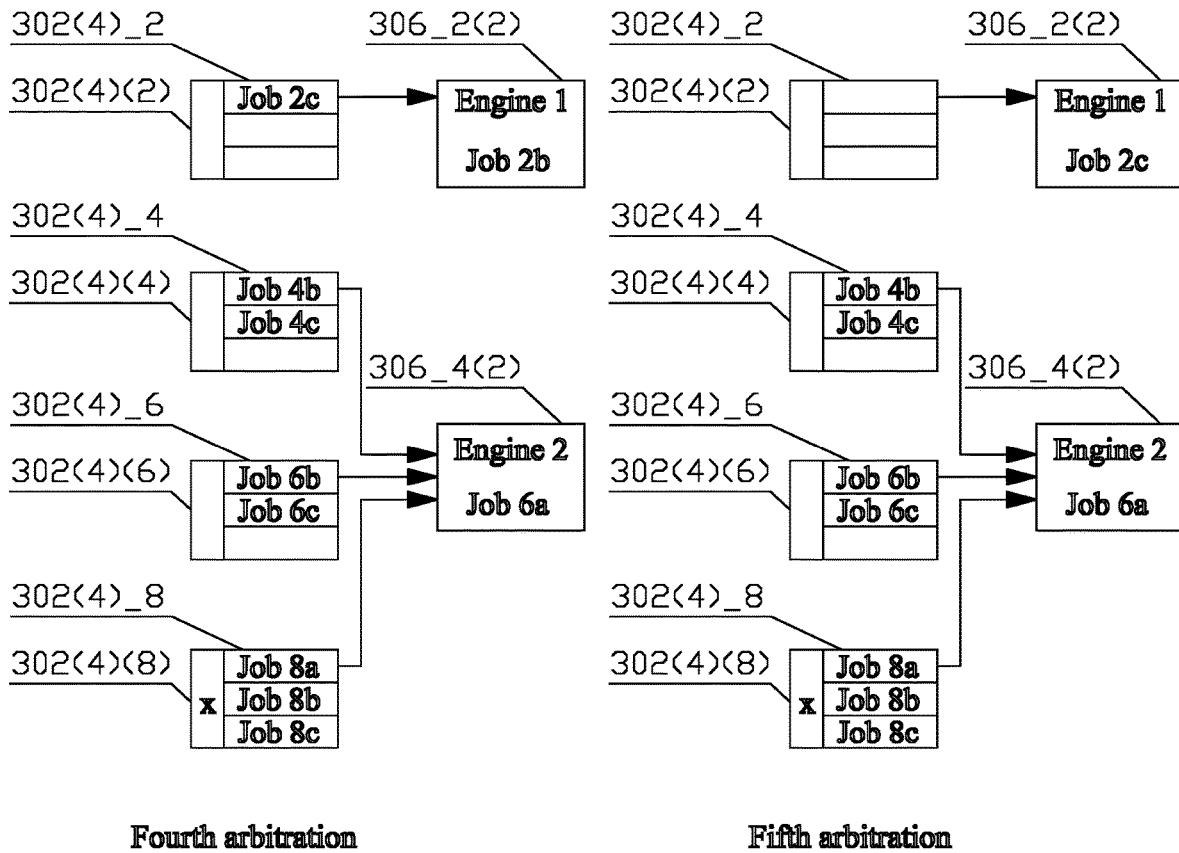 302(4)_2
306_2(2)
302(4)(2)
Job 2c
Engine 1
Job 2b
302(4)_4
302(4)(4)
Job 4b
Job 4c
306_4(2)
302(4)_6
302(4)(6)
Job 6b
Job 6c
Engine 2
Job 6a
302(4)_8
302(4)(8)
x
Job 8a
Job 8b
Job 8c
Fourth arbitration
302(4)_2
306_2(2)
302(4)(2)
Engine 1
Job 2c
302(4)_4
302(4)(4)
Job 4b
Job 4c
306_4(2)
302(4)_6
302(4)(6)
Job 6b
Job 6c
Engine 2
Job 6a
302(4)_8
302(4)(8)
x
Job 8a
Job 8b
Job 8c
Fifth arbitration